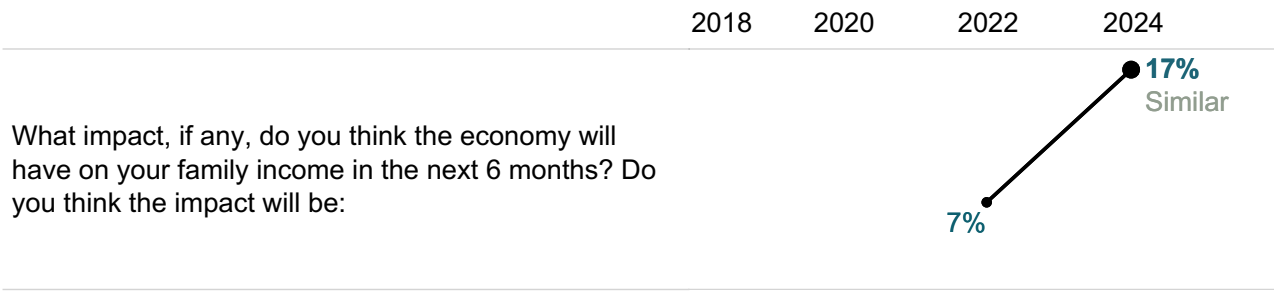 2018 2020 2022 2024
17%
Similar
What impact, if any, do you think the economy will
have on your family income in the next 6 months? Do
you think the impact will be:
7%